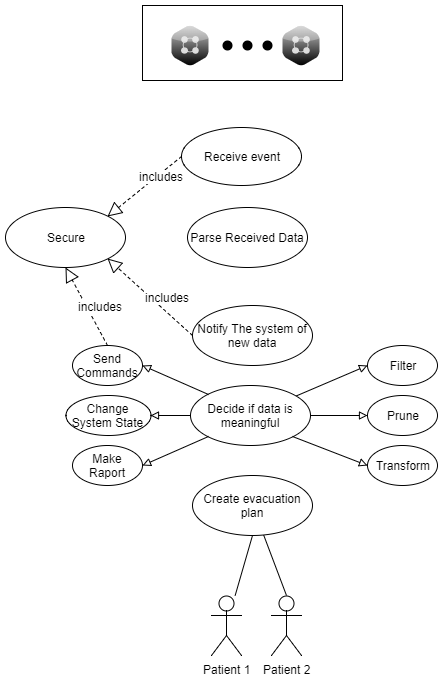 Receive event
includes
Secure
Parse Received Data
includes
includes
Notify The system of
new data
Send
Commands
Filter
Change
System State
Decide if data is
meaningful
Prune
Make
Raport
Transform
Create evacuation
plan
Patient 1
Patient 2